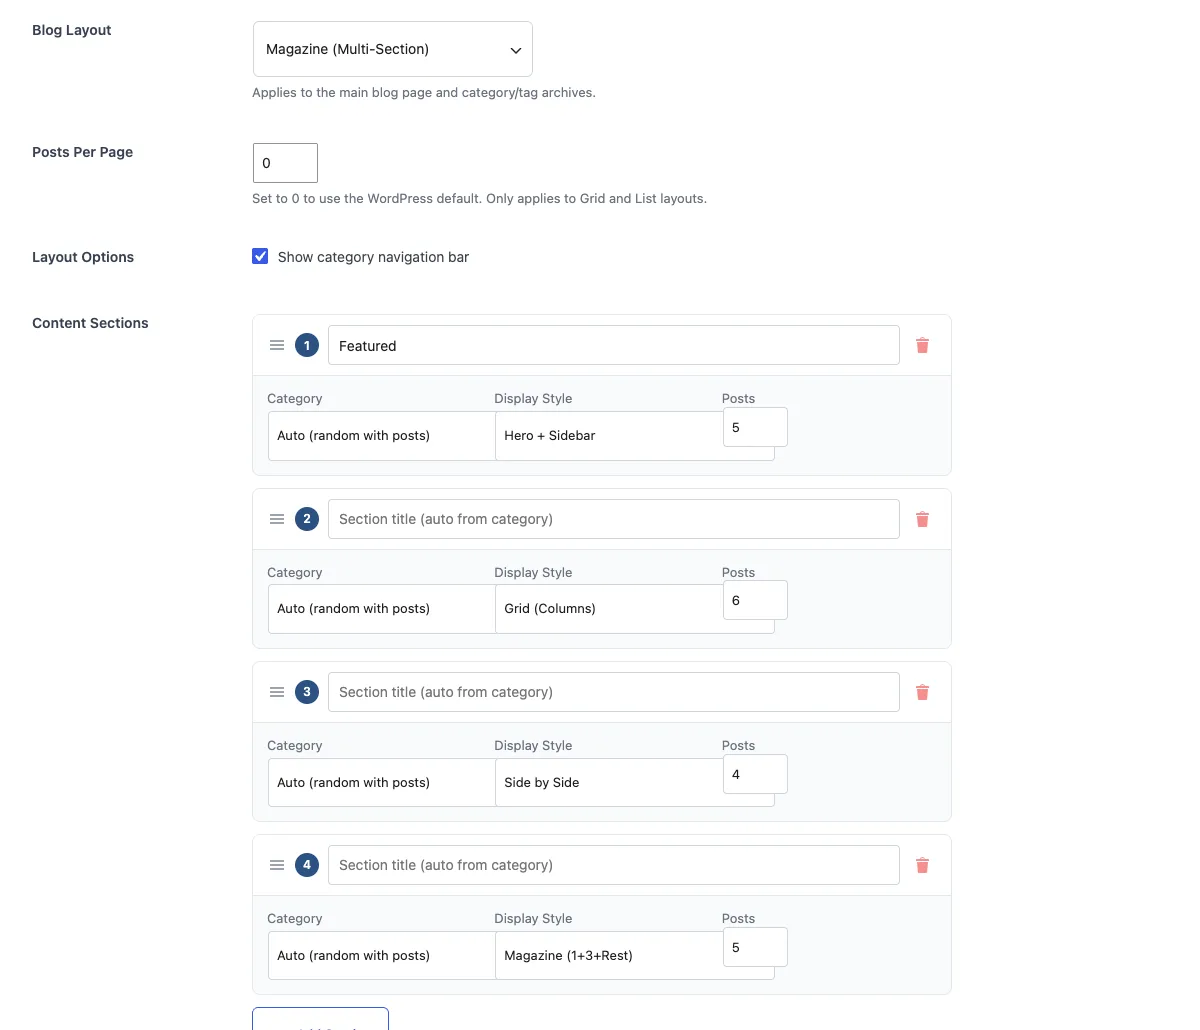 Blog Layout
Magazine (Multi-Section)
Applies to the main blog page and category/tag archives.
Posts Per Page
0
Set to 0 to use the WordPress default. Only applies to Grid and List layouts.
Layout Options
Show category navigation bar
Content Sections
1 Featured
Category Display Style Posts
Auto (random with posts) Hero + Sidebar 5
2 Section title (auto from category)
Category Display Style Posts
Auto (random with posts) Grid (Columns) 6
3 Section title (auto from category)
Category Display Style Posts
Auto (random with posts) Side by Side 4
4 Section title (auto from category)
Category Display Style Posts
Auto (random with posts) Magazine (1+3+Rest) 5